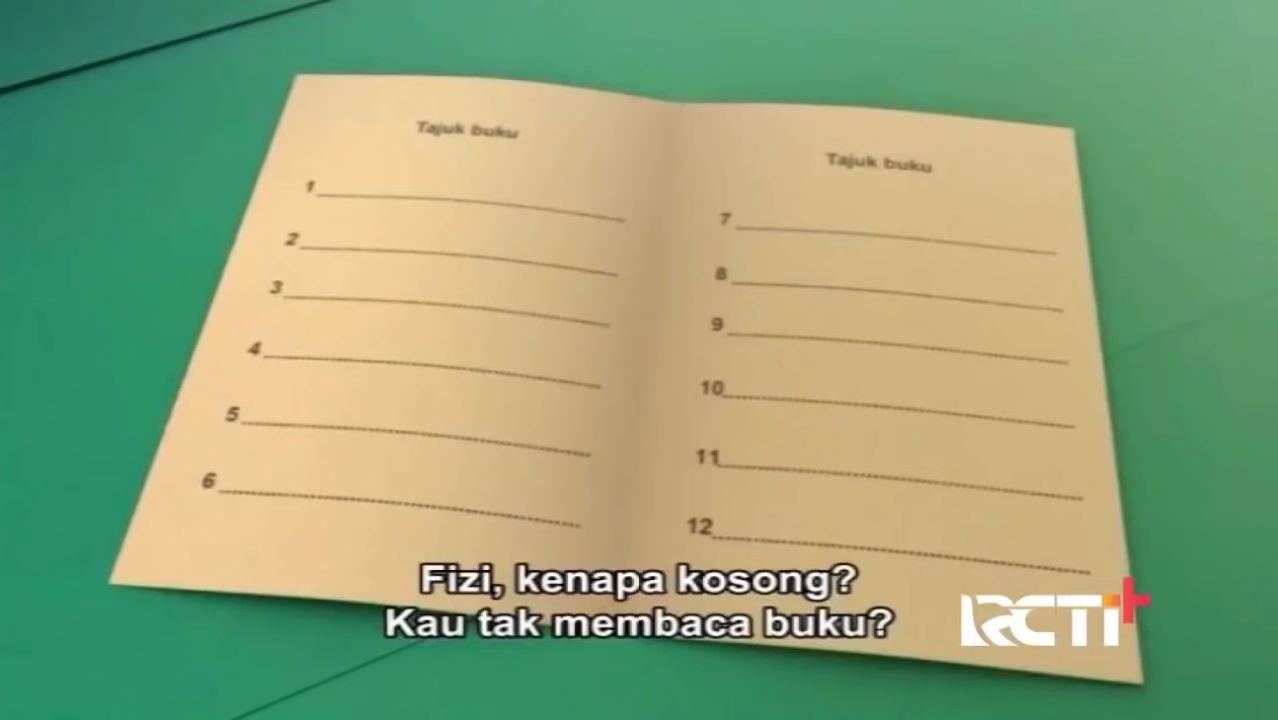 Tajuk buku
1
2
3
4
5
6
Tajuk buku
7
8
9
10
11
12
Fizi, kenapa kosong?
Kau tak membaca buku?
RCTI+